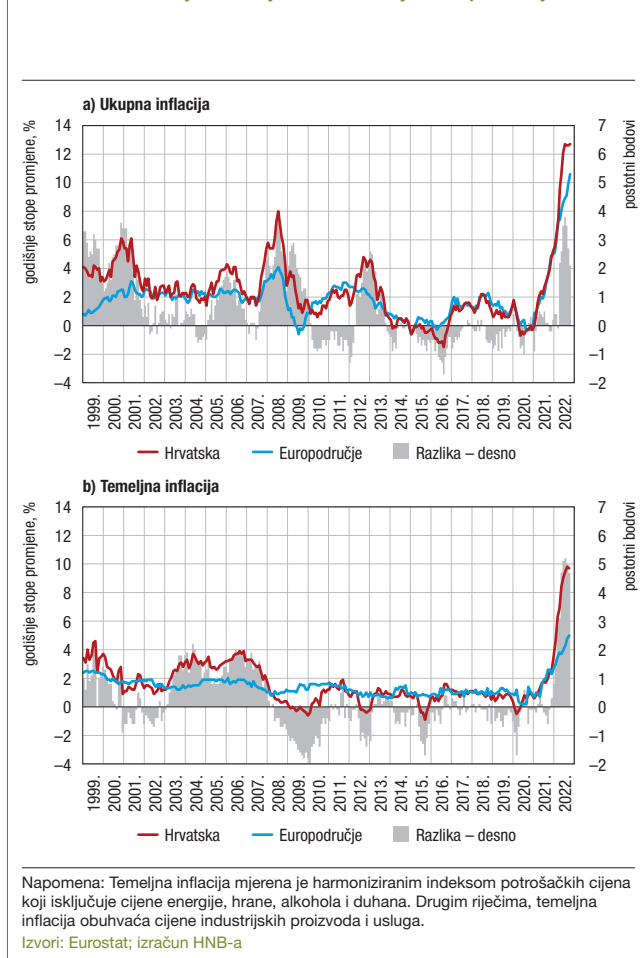 a) Ukupna inflacija
godišnje stope promjene, %
postotni bodovi
14
12
10
8
6
4
2
0
–2
–4
7
6
5
4
3
2
1
0
–1
–2
1999. 2000. 2001. 2002. 2003. 2004. 2005. 2006. 2007. 2008. 2009. 2010. 2011. 2012. 2013. 2014. 2015. 2016. 2017. 2018. 2019. 2020. 2021. 2022.
Hrvatska Europodručje Razlika – desno
b) Temeljna inflacija
godišnje stope promjene, %
postotni bodovi
14
12
10
8
6
4
2
0
–2
–4
7
6
5
4
3
2
1
0
–1
–2
1999. 2000. 2001. 2002. 2003. 2004. 2005. 2006. 2007. 2008. 2009. 2010. 2011. 2012. 2013. 2014. 2015. 2016. 2017. 2018. 2019. 2020. 2021. 2022.
Hrvatska Europodručje Razlika – desno
Napomena: Temeljna inflacija mjerena je harmoniziranim indeksom potrošačkih cijena
koji isključuje cijene energije, hrane, alkohola i duhana. Drugim riječima, temeljna
inflacija obuhvaća cijene industrijskih proizvoda i usluga.
Izvori: Eurostat; izračun HNB-a